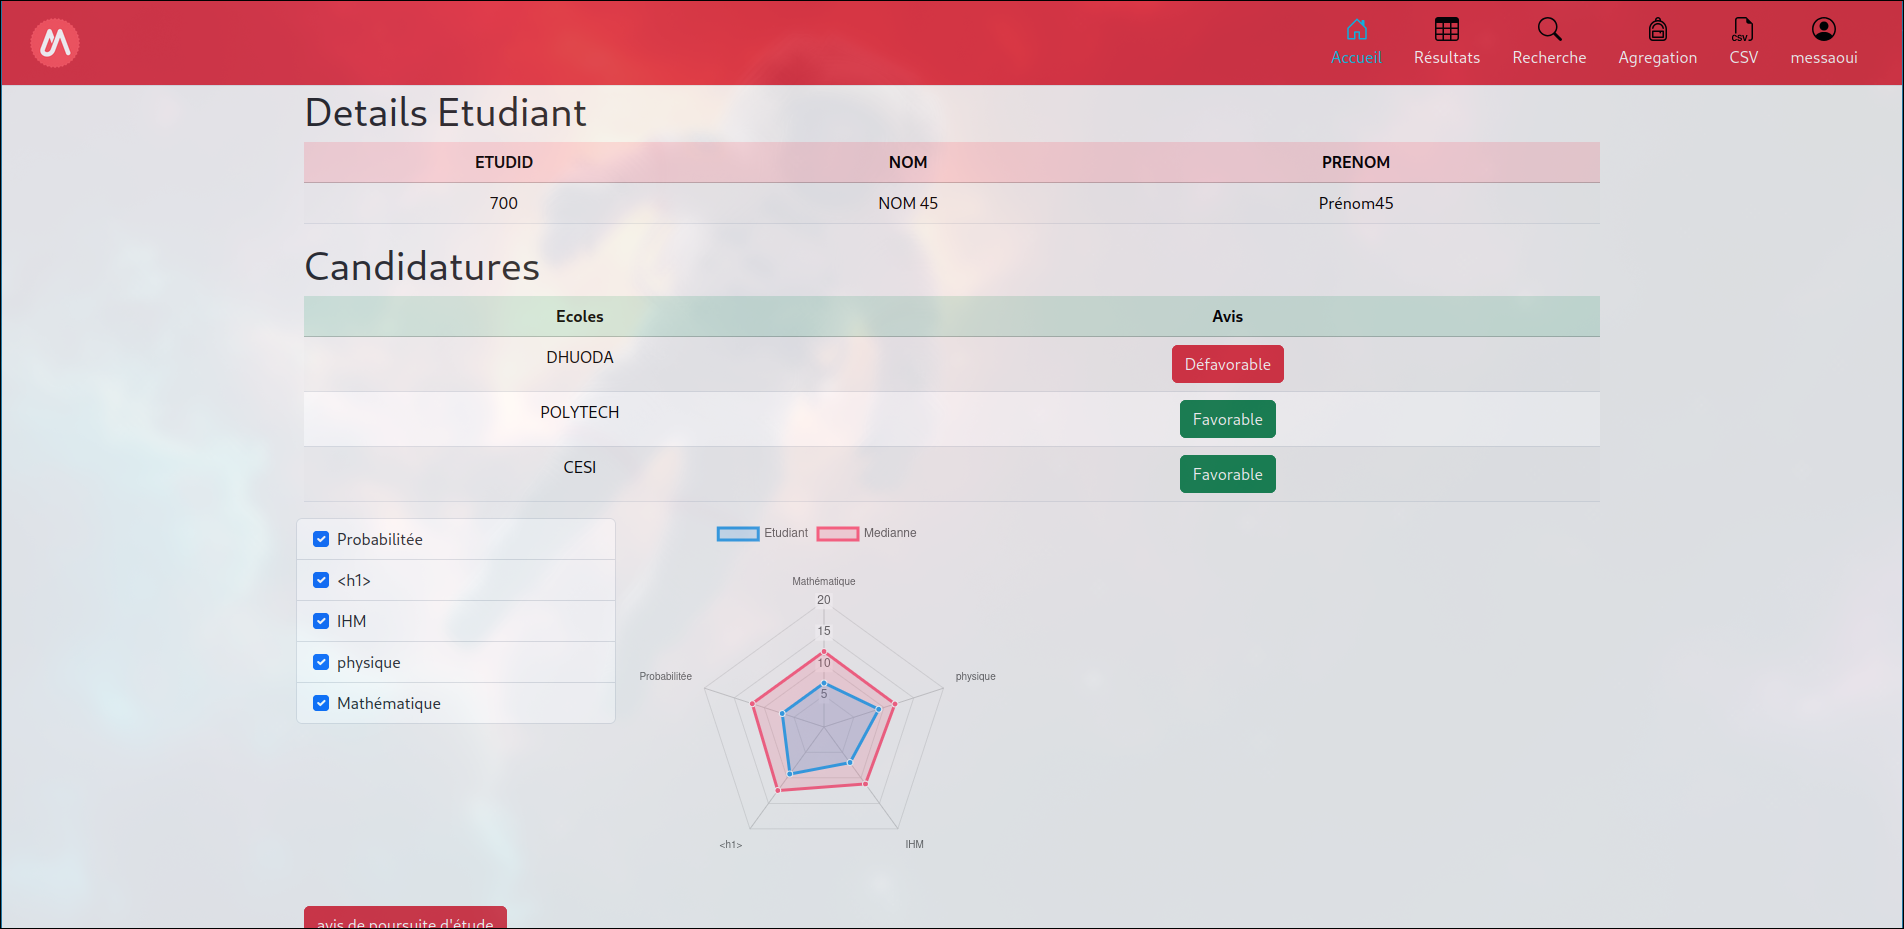 Accueil Résultats Recherche Agregation CSV messaoui
Details Etudiant
ETUDID NOM PRENOM
700 NOM 45 Prénom45
Candidatures
Ecoles Avis
DHUODA Défavorable
POLYTECH Favorable
CESI Favorable
Probabilitée
<h1>
IHM
physique
Mathématique
Etudiant Medianne
Mathématique
20
15
10
5
Probabilitée physique
<h1> IHM
avis de poursuite d'étude